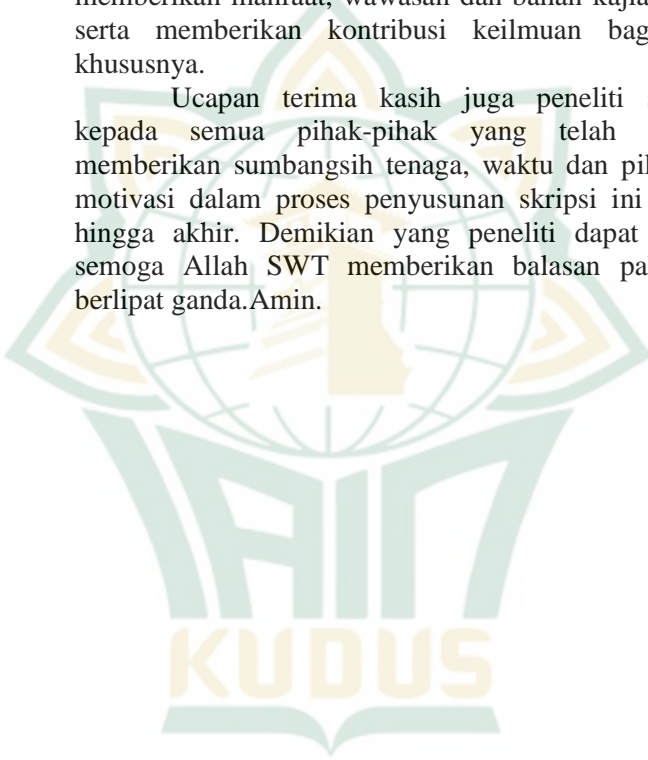 memberikan manfaat, wawasan dan bahan kajia
serta memberikan kontribusi keilmuan bag
khususnya.
Ucapan terima kasih juga peneliti
kepada semua pihak-pihak yang telah
memberikan sumbangsih tenaga, waktu dan
motivasi dalam proses penyusunan skripsi ini
hingga akhir. Demikian yang peneliti dapat
semoga Allah SWT memberikan balasan
berlipat ganda.Amin.
IAIN
KUDUS